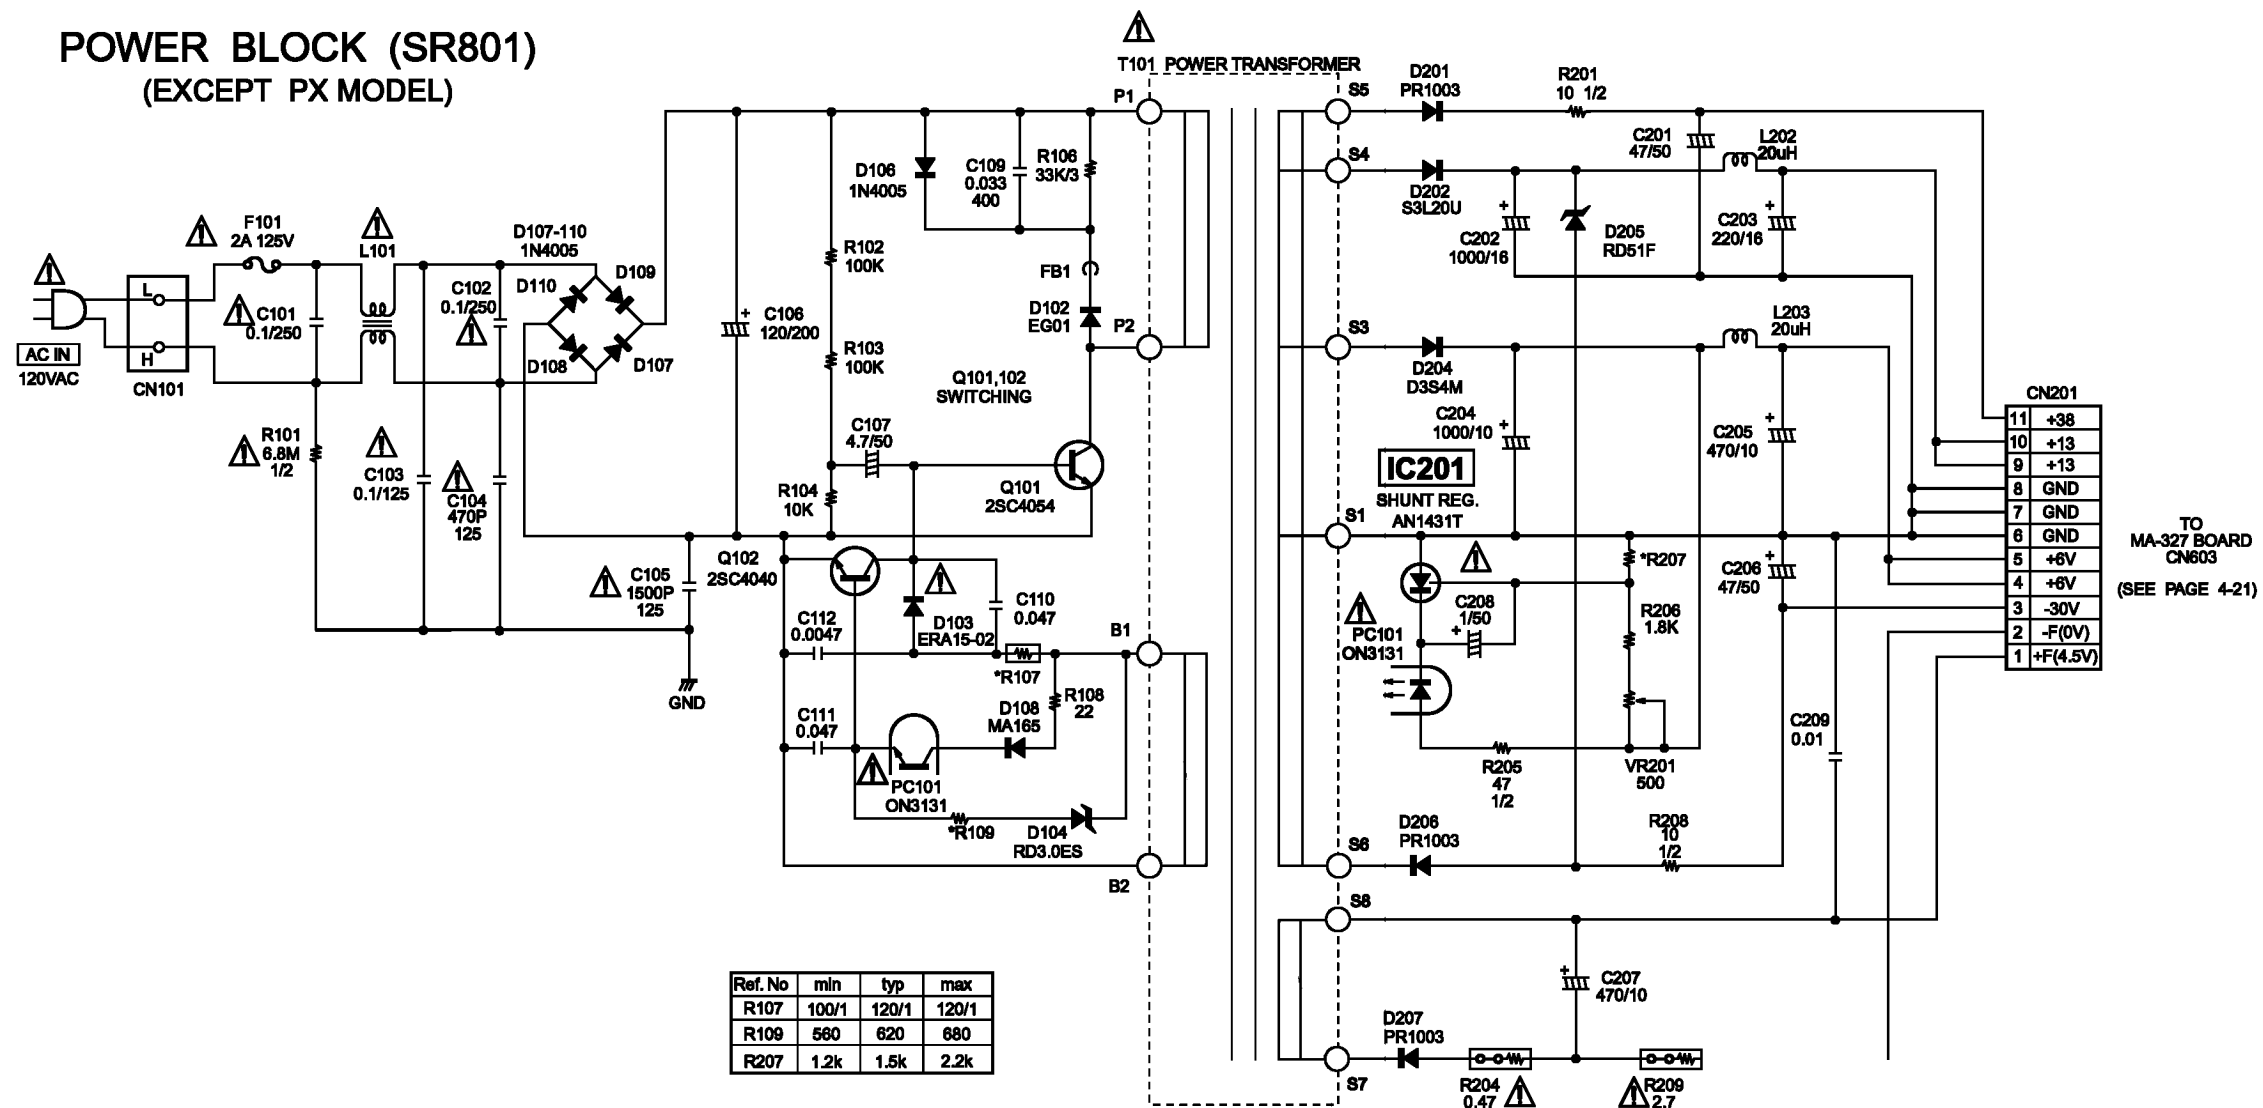 POWER BLOCK (SR801)
(EXCEPT PX MODEL)
T101 POWER TRANSFORMER
AC IN
120VAC
L
H
CN101
F101
2A 125V
C101
0.1/250
R101
6.8M
1/2
L101
C103
0.1/125
C102
0.1/250
C104
470P
125
D107-110
1N4005
D110
D109
D108
D107
C105
1500P
125
GND
C106
120/200
R102
100K
R103
100K
R104
10K
C107
4.7/50
D106
1N4005
C109
0.033
400
R106
33K/3
FB1
D102
EG01
Q101,102
SWITCHING
Q101
2SC4054
Q102
2SC4040
C112
0.0047
D103
ERA15-02
C110
0.047
*R107
R108
22
C111
0.047
D108
MA165
PC101
ON3131
*R109
D104
RD3.0ES
P1
P2
B1
B2
S5
S4
S3
S1
S6
S8
S7
D201
PR1003
R201
10 1/2
C201
47/50
L202
20uH
D202
S3L20U
C202
1000/16
+
D205
RD51F
C203
220/16
+
L203
20uH
D204
D3S4M
C204
1000/10
+
C205
470/10
+
IC201
SHUNT REG.
AN1431T
*R207
C206
47/50
+
C208
1/50
+
PC101
ON3131
R206
1.8K
R205
47
1/2
VR201
500
C209
0.01
D206
PR1003
R208
10
1/2
C207
470/10
+
D207
PR1003
R204
0.47
R209
2.7
CN201
11 +38
10 +13
9 +13
8 GND
7 GND
6 GND
5 +6V
4 +6V
3 -30V
2 -F(0V)
1 +F(4.5V)
TO
MA-327 BOARD
CN603
(SEE PAGE 4-21)
Ref. No min typ max
R107 100/1 120/1 120/1
R109 560 620 680
R207 1.2k 1.5k 2.2k